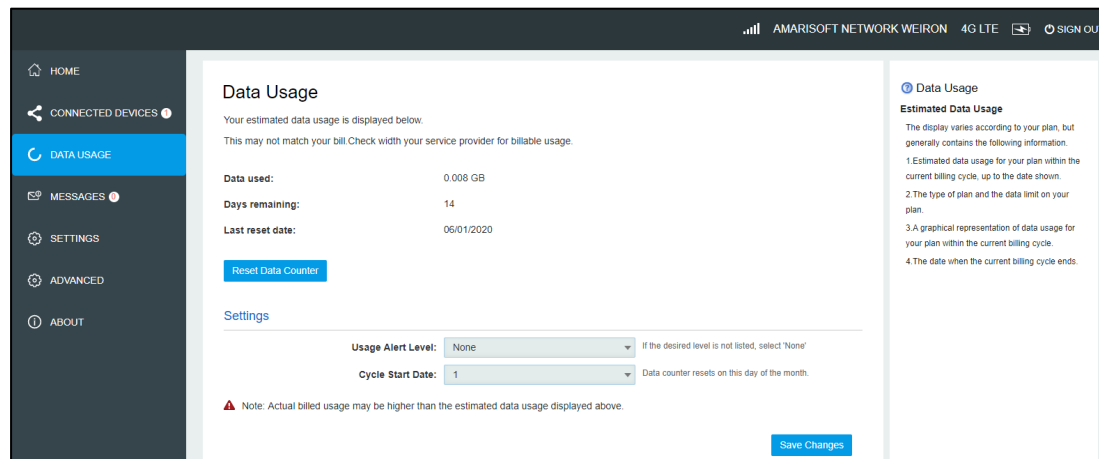 AMARISOFT NETWORK WEIRON 4G LTE SIGN OU
HOME
CONNECTED DEVICES 1
DATA USAGE
MESSAGES 0
SETTINGS
ADVANCED
ABOUT
Data Usage
Your estimated data usage is displayed below.
This may not match your bill.Check width your service provider for billable usage.
Data used: 0.008 GB
Days remaining: 14
Last reset date: 06/01/2020
Reset Data Counter
Settings
Usage Alert Level: None If the desired level is not listed, select 'None'
Cycle Start Date: 1 Data counter resets on this day of the month.
Note: Actual billed usage may be higher than the estimated data usage displayed above.
Save Changes
Data Usage
Estimated Data Usage
The display varies according to your plan, but
generally contains the following information.
1.Estimated data usage for your plan within the
current billing cycle, up to the date shown.
2.The type of plan and the data limit on your
plan.
3.A graphical representation of data usage for
your plan within the current billing cycle.
4.The date when the current billing cycle ends.